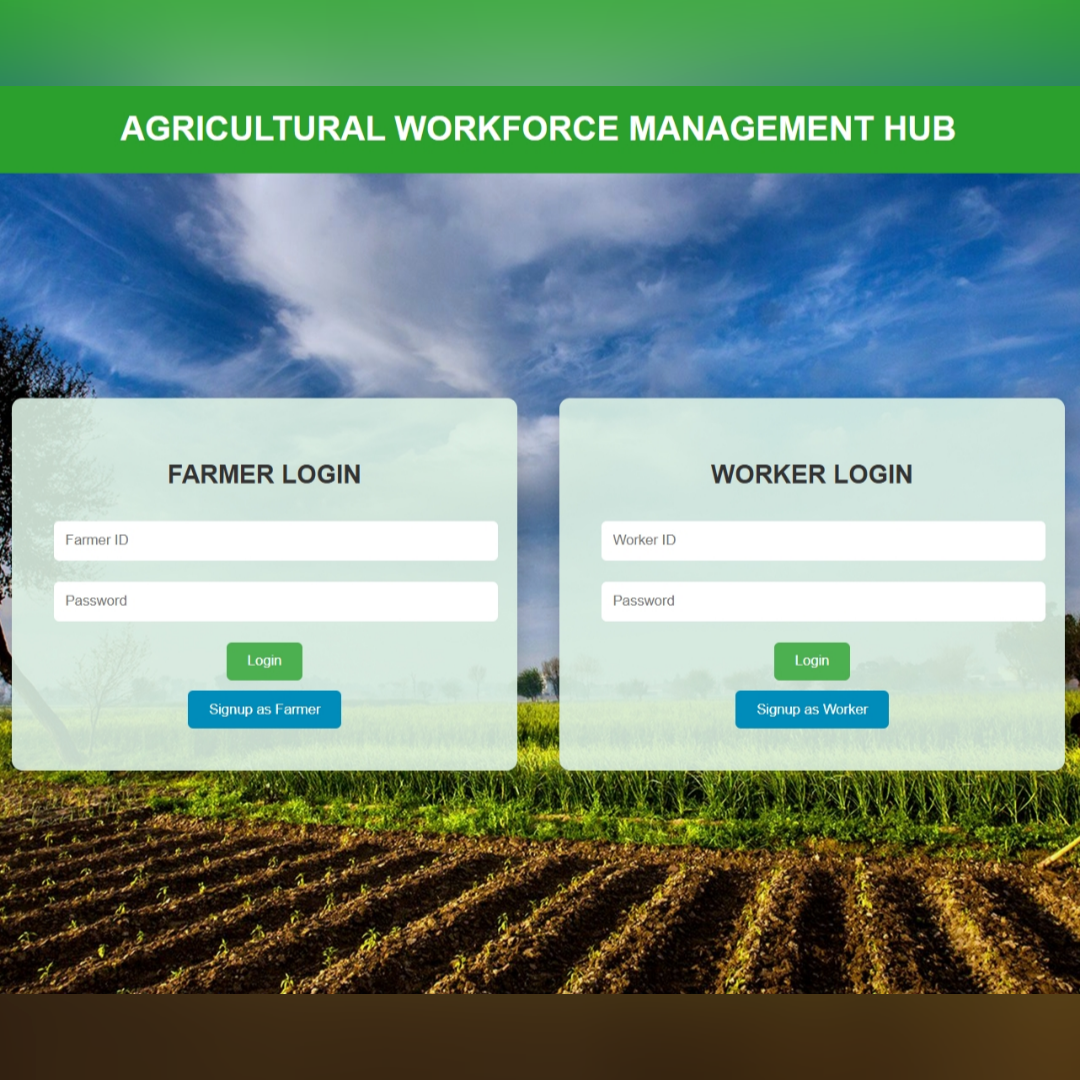 AGRICULTURAL WORKFORCE MANAGEMENT HUB
FARMER LOGIN
Farmer ID
Password
Login
Signup as Farmer
WORKER LOGIN
Worker ID
Password
Login
Signup as Worker